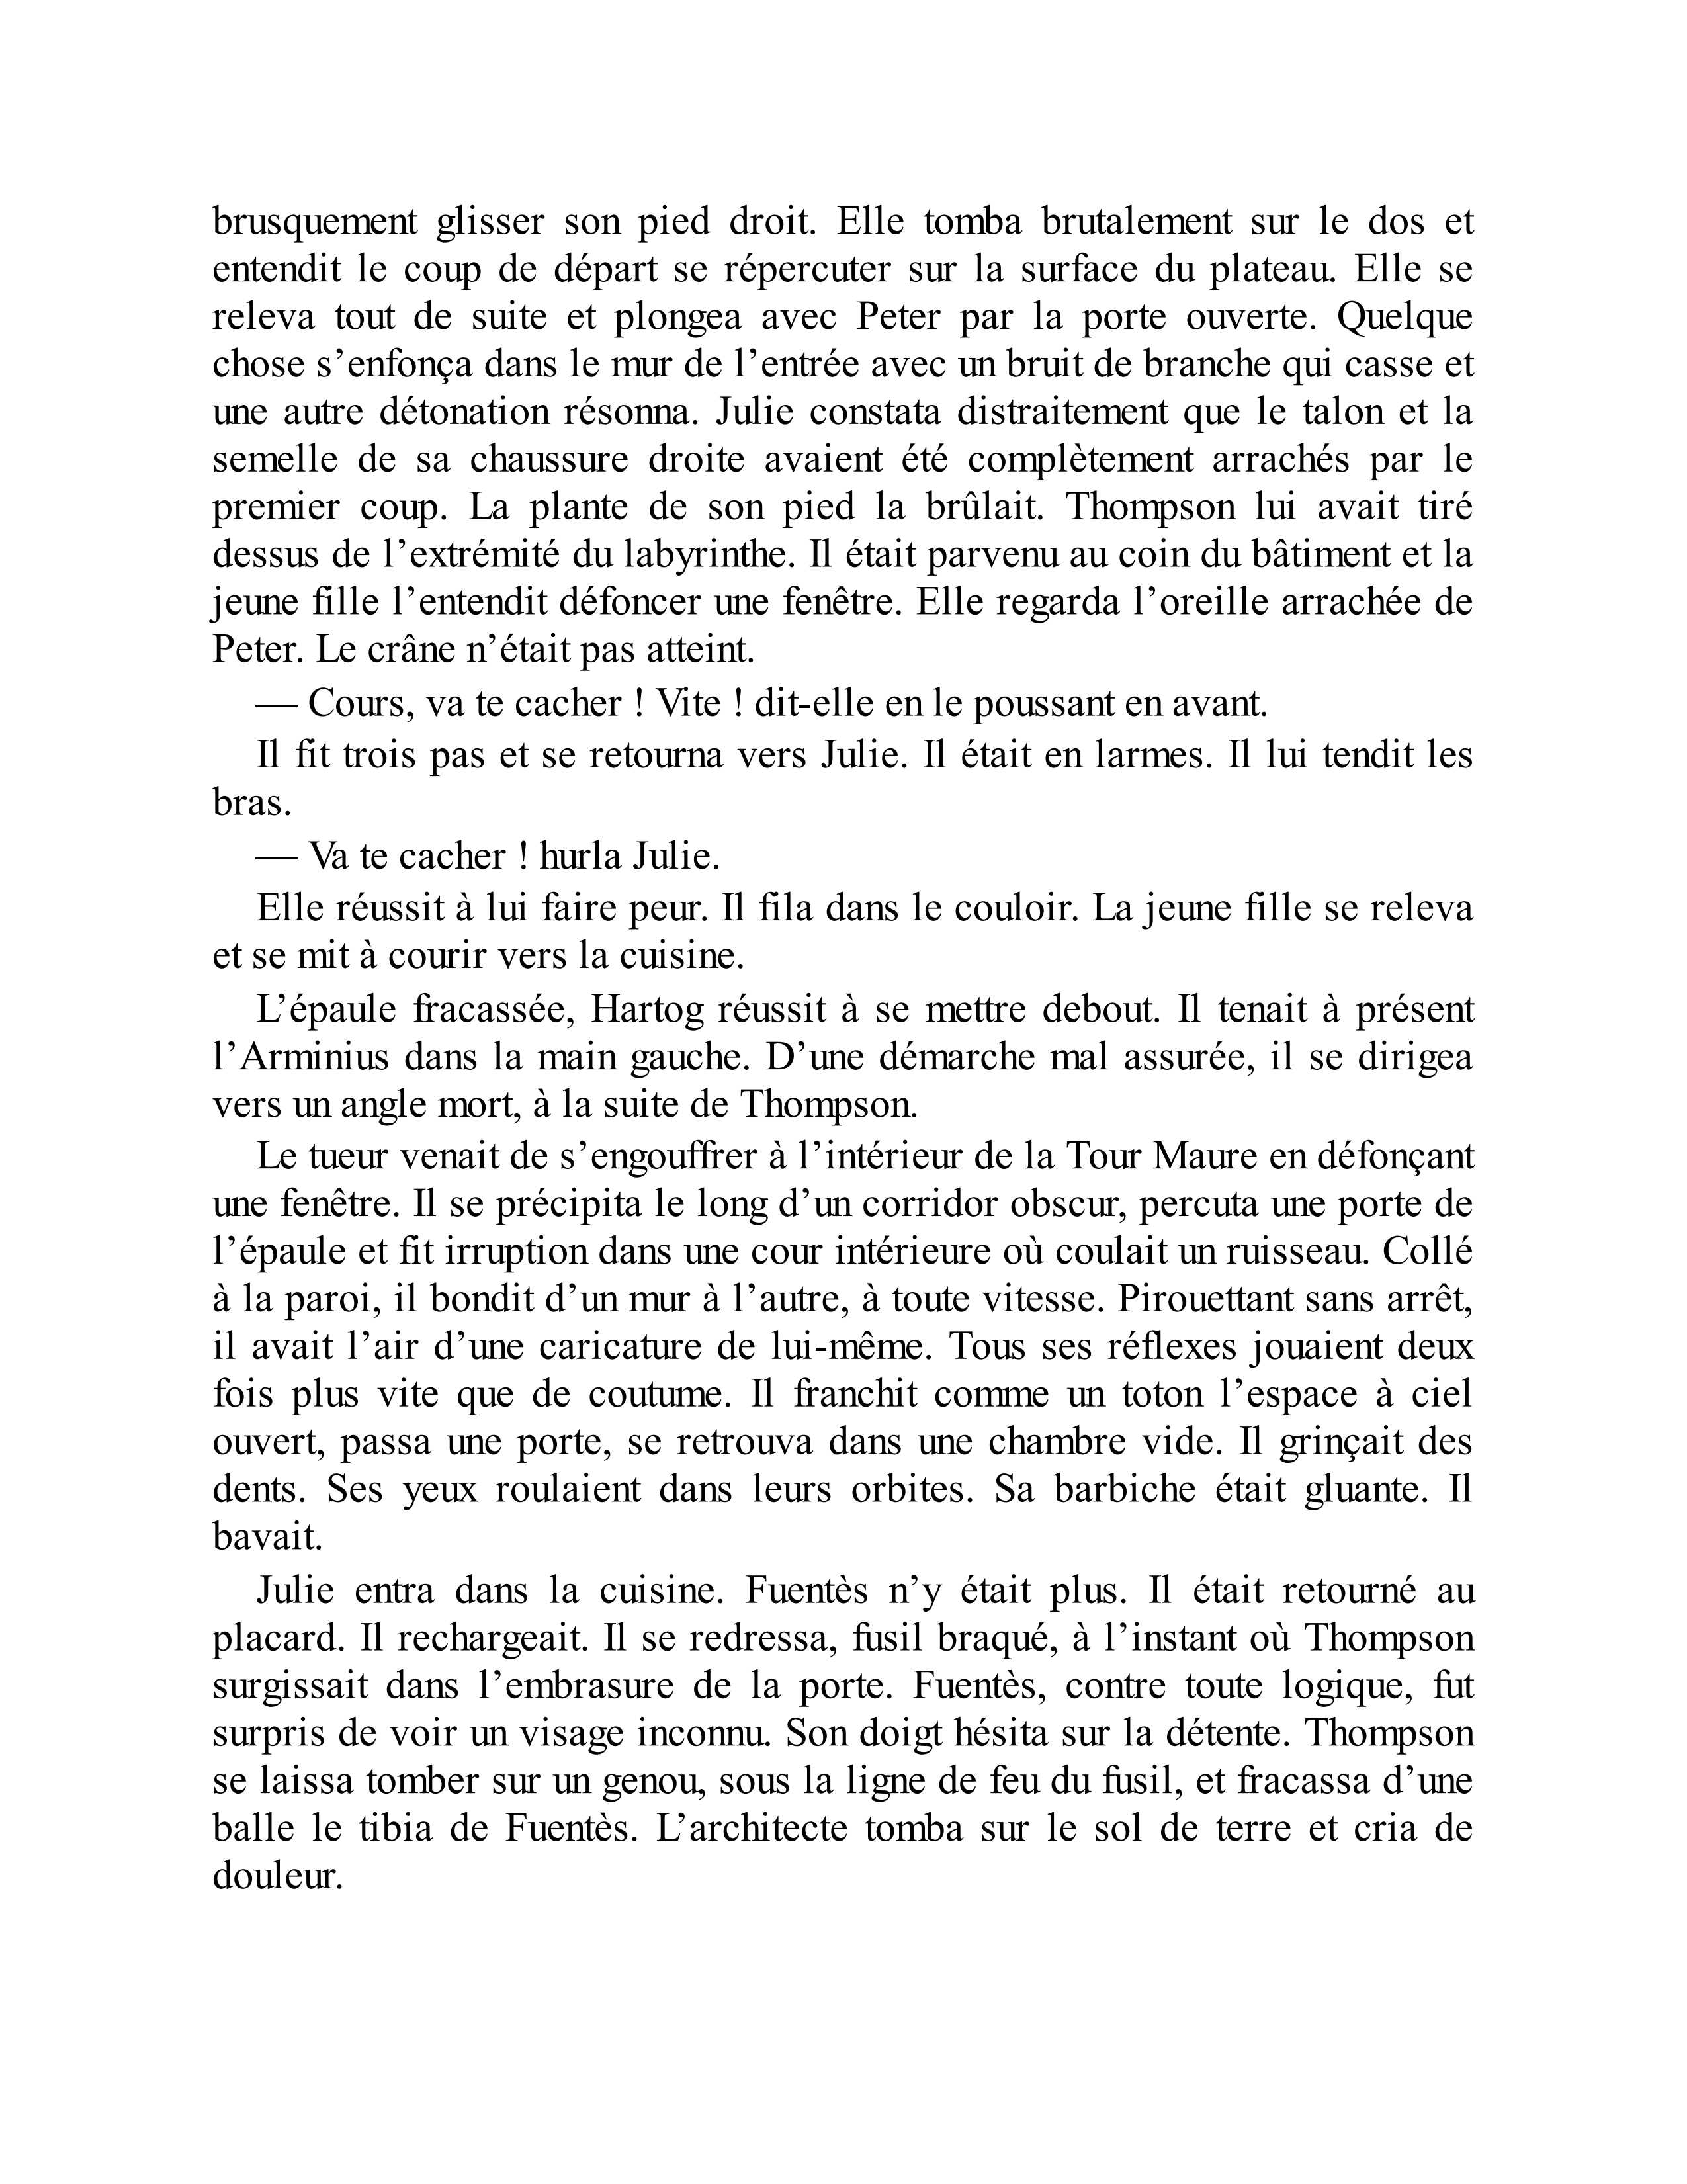 brusquement glisser son pied droit. Elle tomba brutalement sur le dos et
entendit le coup de départ se répercuter sur la surface du plateau. Elle se
releva tout de suite et plongea avec Peter par la porte ouverte. Quelque
chose s’enfonça dans le mur de l’entrée avec un bruit de branche qui casse et
une autre détonation résonna. Julie constata distraitement que le talon et la
semelle de sa chaussure droite avaient été complètement arrachés par le
premier coup. La plante de son pied la brûlait. Thompson lui avait tiré
dessus de l’extrémité du labyrinthe. Il était parvenu au coin du bâtiment et la
jeune fille l’entendit défoncer une fenêtre. Elle regarda l’oreille arrachée de
Peter. Le crâne n’était pas atteint.
— Cours, va te cacher ! Vite ! dit-elle en le poussant en avant.
Il fit trois pas et se retourna vers Julie. Il était en larmes. Il lui tendit les
bras.
— Va te cacher ! hurla Julie.
Elle réussit à lui faire peur. Il fila dans le couloir. La jeune fille se releva
et se mit à courir vers la cuisine.
L’épaule fracassée, Hartog réussit à se mettre debout. Il tenait à présent
l’Arminius dans la main gauche. D’une démarche mal assurée, il se dirigea
vers un angle mort, à la suite de Thompson.
Le tueur venait de s’engouffrer à l’intérieur de la Tour Maure en défonçant
une fenêtre. Il se précipita le long d’un corridor obscur, percuta une porte de
l’épaule et fit irruption dans une cour intérieure où coulait un ruisseau. Collé
à la paroi, il bondit d’un mur à l’autre, à toute vitesse. Pirouettant sans arrêt,
il avait l’air d’une caricature de lui-même. Tous ses réflexes jouaient deux
fois plus vite que de coutume. Il franchit comme un toton l’espace à ciel
ouvert, passa une porte, se retrouva dans une chambre vide. Il grinçait des
dents. Ses yeux roulaient dans leurs orbites. Sa barbiche était gluante. Il
bavait.
Julie entra dans la cuisine. Fuentès n’y était plus. Il était retourné au
placard. Il rechargeait. Il se redressa, fusil braqué, à l’instant où Thompson
surgissait dans l’embrasure de la porte. Fuentès, contre toute logique, fut
surpris de voir un visage inconnu. Son doigt hésita sur la détente. Thompson
se laissa tomber sur un genou, sous la ligne de feu du fusil, et fracassa d’une
balle le tibia de Fuentès. L’architecte tomba sur le sol de terre et cria de
douleur.